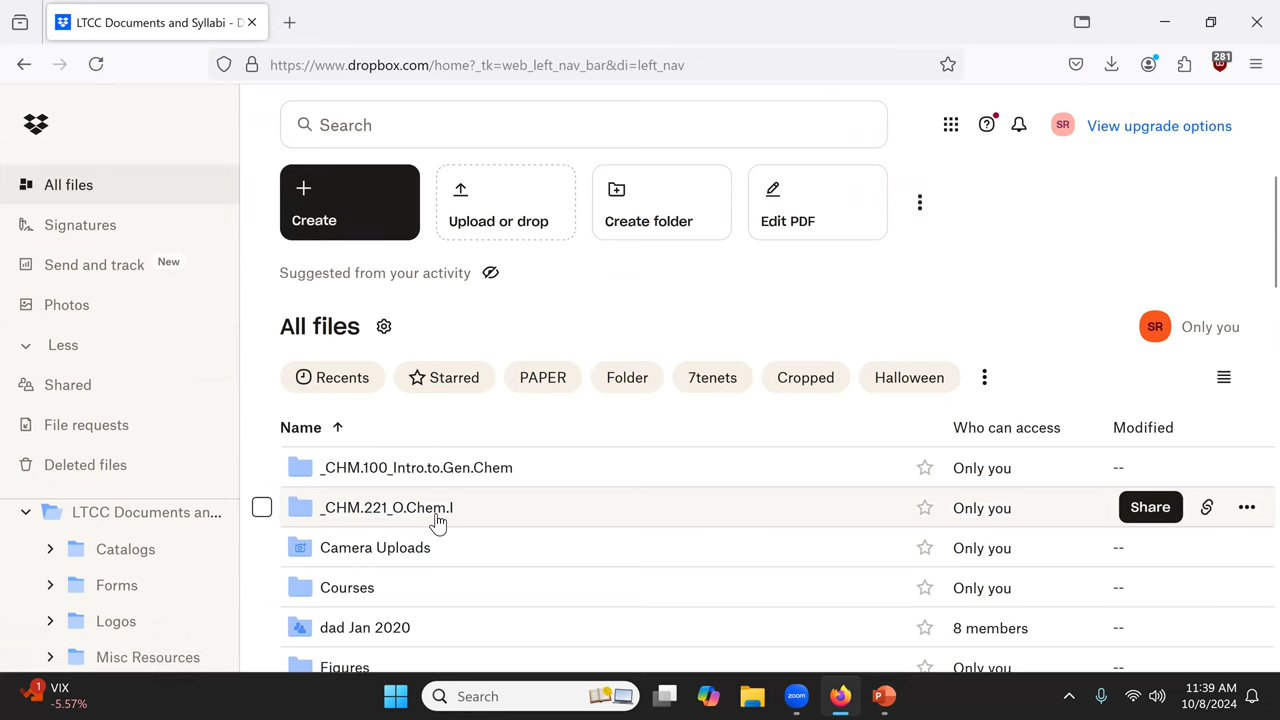 LTCC Documents and Syllabi - D
https://www.dropbox.com/home?_tk=web_left_nav_bar&di=left_nav
281
Search
SR
View upgrade options
All files
Signatures
Send and track
New
Photos
Less
Shared
File requests
Deleted files
LTCC Documents an...
Catalogs
Forms
Logos
Misc Resources
Create
Upload or drop
Create folder
Edit PDF
Suggested from your activity
All files
SR
Only you
Recents
Starred
PAPER
Folder
7tenets
Cropped
Halloween
Name
Who can access
Modified
_CHM.100_Intro.to.Gen.Chem
Only you
--
_CHM.221_O.Chem.I
Only you
Share
Camera Uploads
Only you
--
Courses
Only you
--
dad Jan 2020
8 members
--
Figures
Only you
--
1
VIX
-5.57%
Search
zoom
11:39 AM
10/8/2024